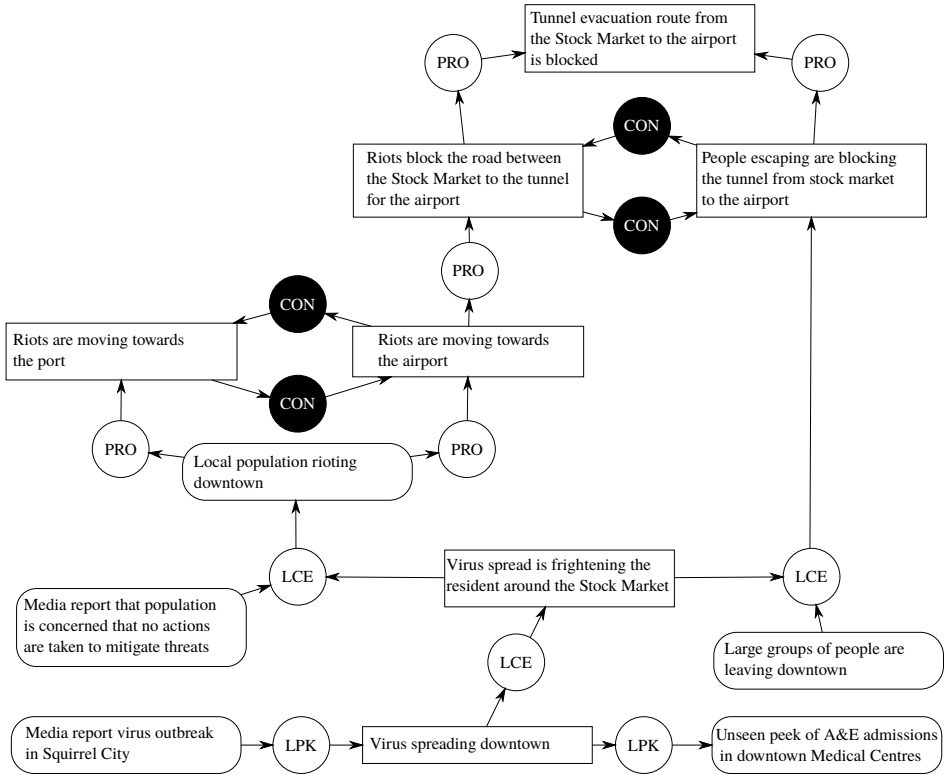 Tunnel evacuation route from
the Stock Market to the airport
is blocked
PRO
PRO
CON
Riots block the road between
the Stock Market to the tunnel
for the airport
People escaping are blocking
the tunnel from stock market
to the airport
CON
PRO
CON
Riots are moving towards
the port
Riots are moving towards
the airport
CON
PRO
PRO
Local population rioting
downtown
LCE
Virus spread is frightening the
resident around the Stock Market
LCE
Media report that population
is concerned that no actions
are taken to mitigate threats
LCE
Large groups of people are
leaving downtown
Media report virus outbreak
in Squirrel City
LPK
Virus spreading downtown
LPK
Unseen peek of A&E admissions
in downtown Medical Centres